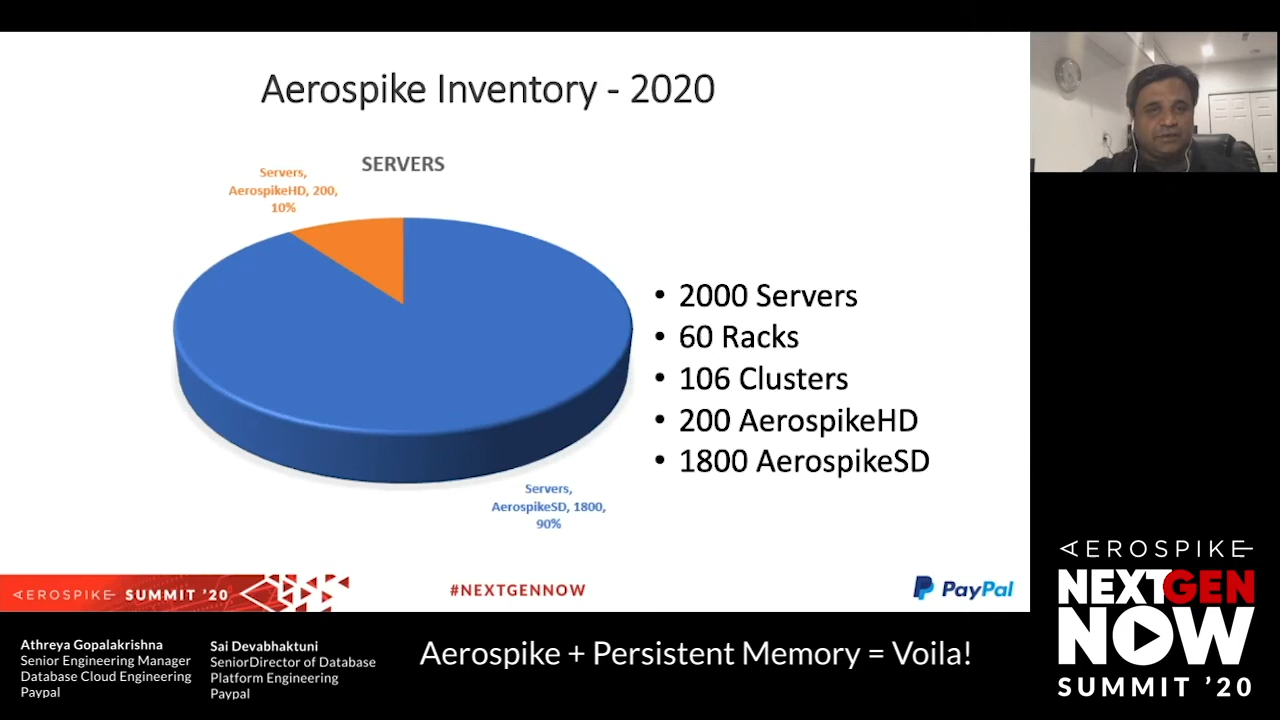 Aerospike Inventory - 2020
SERVERS
Servers,
AerospikeHD, 200,
10%
• 2000 Servers
• 60 Racks
• 106 Clusters
• 200 AerospikeHD
• 1800 AerospikeSD
Servers,
AerospikeSD, 1800,
90%
AEROSPIKE SUMMIT '20
#NEXTGENNOW
PayPal
Athreya Gopalakrishna
Senior Engineering Manager
Database Cloud Engineering
Paypal
Sai Devabhaktuni
SeniorDirector of Database
Platform Engineering
Paypal
Aerospike + Persistent Memory = Voila!
AEROSPIKE
NEXTGEN
NOW
SUMMIT '20